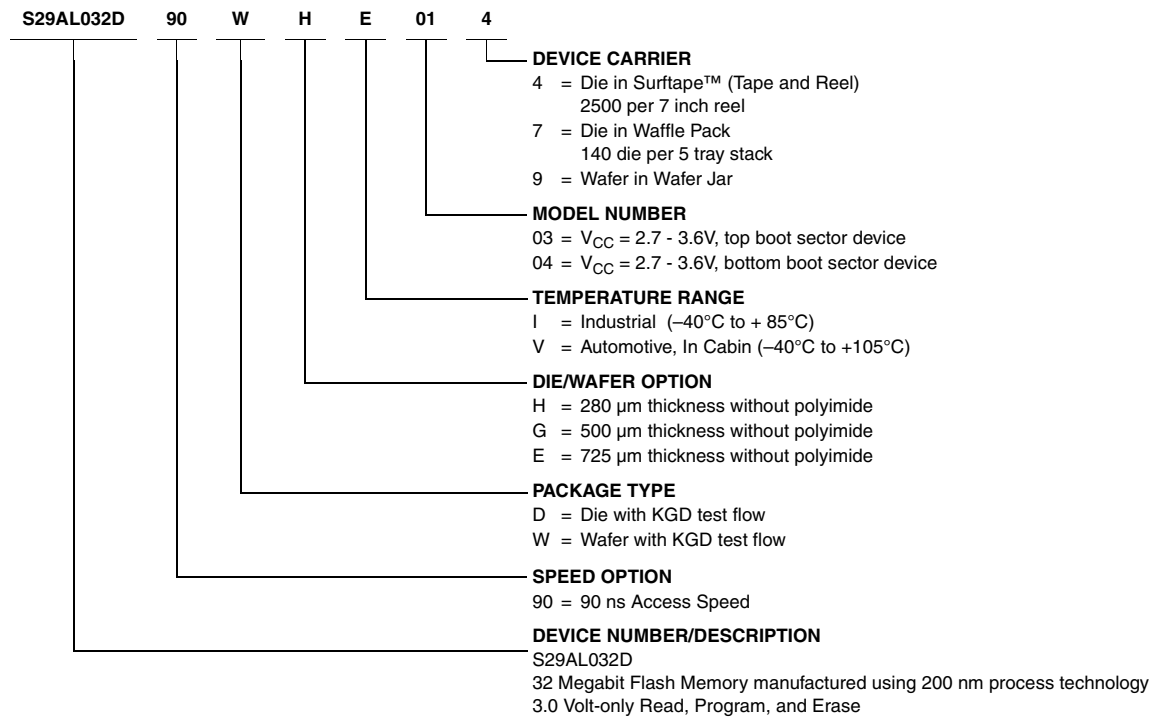 S29AL032D 90 W H E 01 4
DEVICE CARRIER
4 = Die in Surftape™ (Tape and Reel)
2500 per 7 inch reel
7 = Die in Waffle Pack
140 die per 5 tray stack
9 = Wafer in Wafer Jar
MODEL NUMBER
03 = VCC = 2.7 - 3.6V, top boot sector device
04 = VCC = 2.7 - 3.6V, bottom boot sector device
TEMPERATURE RANGE
I = Industrial (–40°C to + 85°C)
V = Automotive, In Cabin (–40°C to +105°C)
DIE/WAFER OPTION
H = 280 µm thickness without polyimide
G = 500 µm thickness without polyimide
E = 725 µm thickness without polyimide
PACKAGE TYPE
D = Die with KGD test flow
W = Wafer with KGD test flow
SPEED OPTION
90 = 90 ns Access Speed
DEVICE NUMBER/DESCRIPTION
S29AL032D
32 Megabit Flash Memory manufactured using 200 nm process technology
3.0 Volt-only Read, Program, and Erase